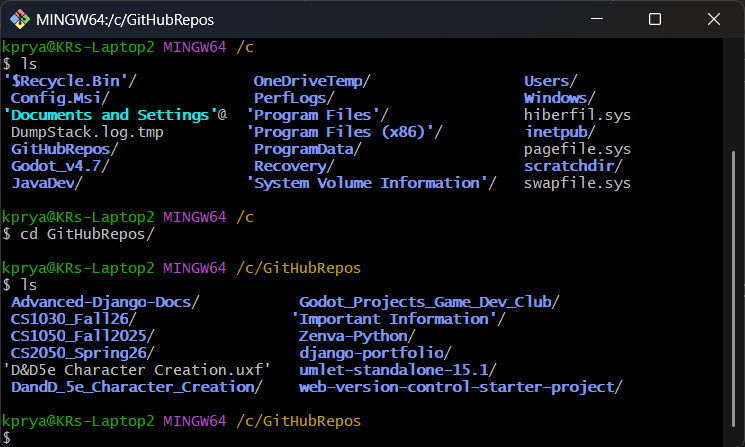 MINGW64:/c/GitHubRepos
kprya@KRs-Laptop2 MINGW64 /c
$ ls
'$Recycle.Bin'/ OneDriveTemp/ Users/
Config.Msi/ PerfLogs/ Windows/
'Documents and Settings'@ 'Program Files'/ hiberfil.sys
DumpStack.log.tmp 'Program Files (x86)'/ inetpub/
GitHubRepos/ ProgramData/ pagefile.sys
Godot_v4.7/ Recovery/ scratchdir/
JavaDev/ 'System Volume Information'/ swapfile.sys
kprya@KRs-Laptop2 MINGW64 /c
$ cd GitHubRepos/
kprya@KRs-Laptop2 MINGW64 /c/GitHubRepos
$ ls
Advanced-Django-Docs/ Godot_Projects_Game_Dev_Club/
CS1030_Fall26/ 'Important Information'/
CS1050_Fall2025/ Zenva-Python/
CS2050_Spring26/ django-portfolio/
'D&D5e Character Creation.uxf' umlet-standalone-15.1/
DandD_5e_Character_Creation/ web-version-control-starter-project/
kprya@KRs-Laptop2 MINGW64 /c/GitHubRepos
$